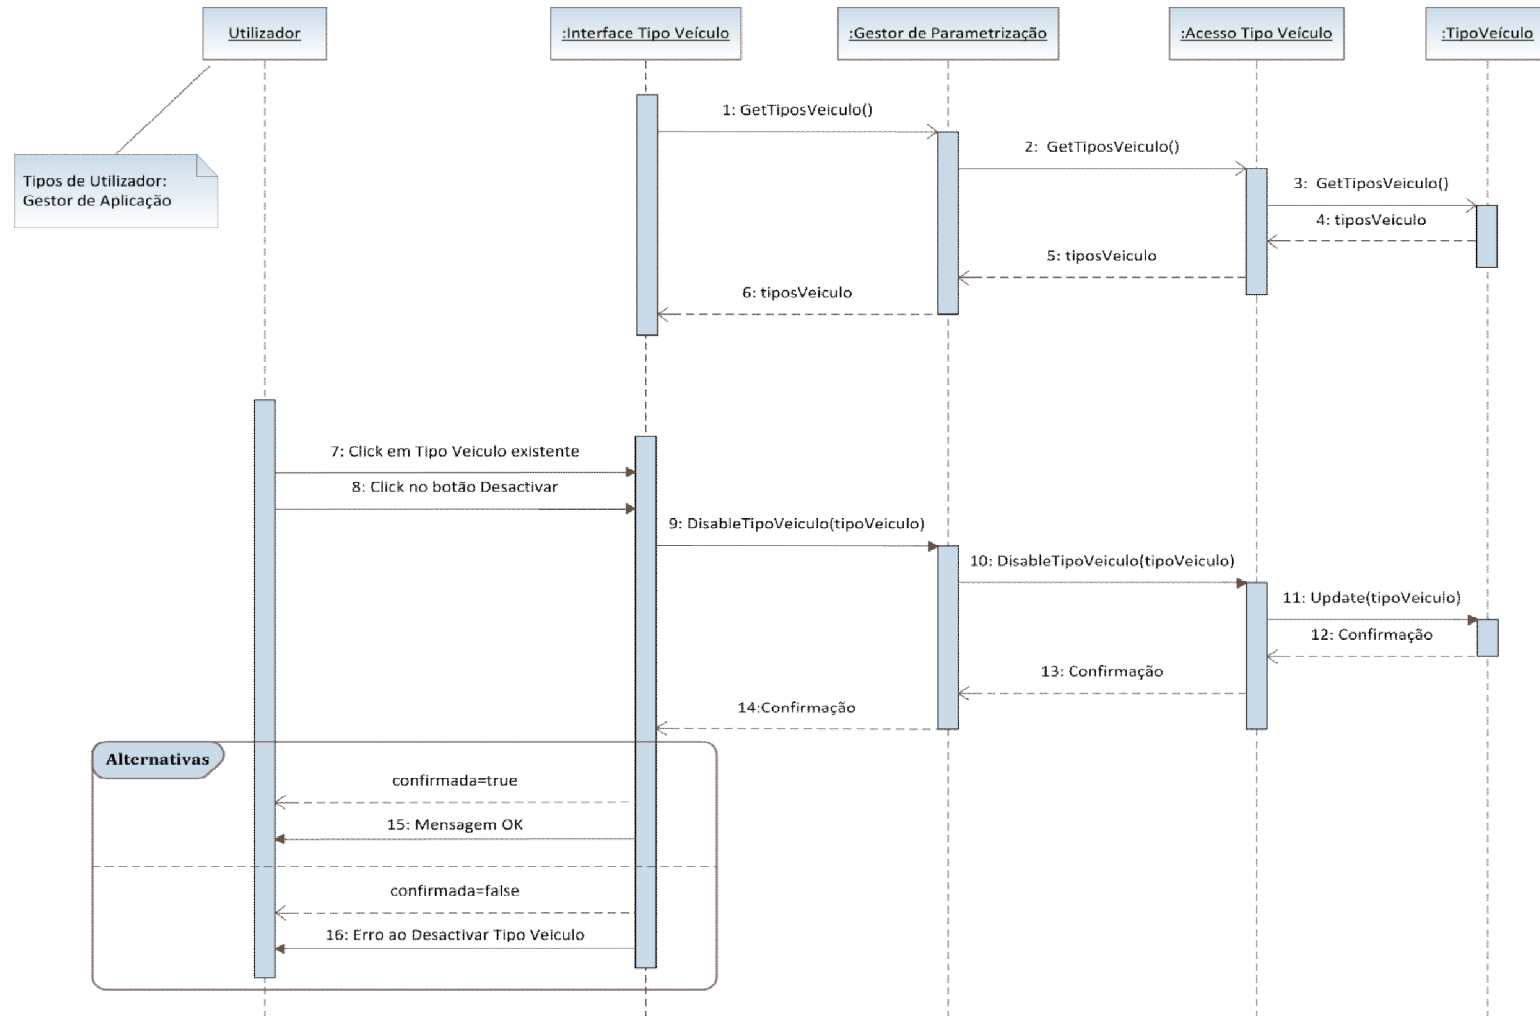 Utilizador
:Interface Tipo Veículo
:Gestor de Parametrização
:Acesso Tipo Veículo
:TipoVeículo
Tipos de Utilizador:
Gestor de Aplicação
1: GetTiposVeiculo()
2: GetTiposVeiculo()
3: GetTiposVeiculo()
4: tiposVeiculo
5: tiposVeiculo
6: tiposVeiculo
7: Click em Tipo Veiculo existente
8: Click no botão Desactivar
9: DisableTipoVeiculo(tipoVeiculo)
10: DisableTipoVeiculo(tipoVeiculo)
11: Update(tipoVeiculo)
12: Confirmação
13: Confirmação
14:Confirmação
Alternativas
confirmada=true
15: Mensagem OK
confirmada=false
16: Erro ao Desactivar Tipo Veiculo